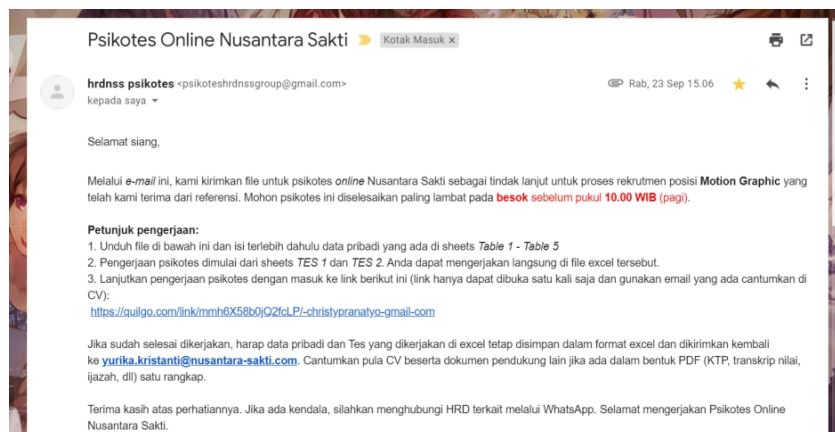 Psikotes Online Nusantara Sakti
Kotak Masuk ×
hrdnss psikotes <psikoteshrdnssgroup@gmail.com>
Rab, 23 Sep 15.06
kepada saya
Selamat siang,
Melalui e-mail ini, kami kirimkan file untuk psikotes online Nusantara Sakti sebagai tindak lanjut untuk proses rekrutmen posisi Motion Graphic yang
telah kami terima dari referensi. Mohon psikotes ini diselesaikan paling lambat pada besok sebelum pukul 10.00 WIB (pagi).
Petunjuk pengerjaan:
1. Unduh file di bawah ini dan isi terlebih dahulu data pribadi yang ada di sheets Table 1 - Table 5
2. Pengerjaan psikotes dimulai dari sheets TES 1 dan TES 2. Anda dapat mengerjakan langsung di file excel tersebut.
3. Lanjutkan pengerjaan psikotes dengan masuk ke link berikut ini (link hanya dapat dibuka satu kali saja dan gunakan email yang ada cantumkan di
CV):
https://quilgo.com/link/mmh6X58b0jQ2fcLP/-christypranatyo-gmail-com
Jika sudah selesai dikerjakan, harap data pribadi dan Tes yang dikerjakan di excel tetap disimpan dalam format excel dan dikirimkan kembali
ke yurika.kristanti@nusantara-sakti.com. Cantumkan pula CV beserta dokumen pendukung lain jika ada dalam bentuk PDF (KTP, transkrip nilai,
ijazah, dll) satu rangkap.
Terima kasih atas perhatiannya. Jika ada kendala, silahkan menghubungi HRD terkait melalui WhatsApp. Selamat mengerjakan Psikotes Online
Nusantara Sakti.